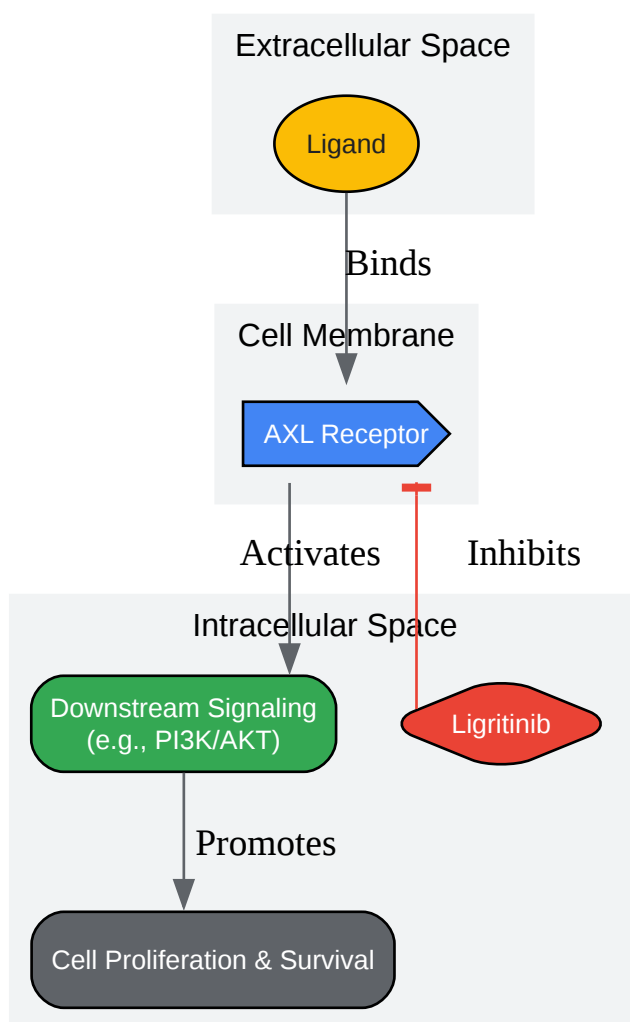 Extracellular Space
Ligand
Binds
Cell Membrane
AXL Receptor
Activates
Inhibits
Intracellular Space
Downstream Signaling
(e.g., PI3K/AKT)
Ligritinib
Promotes
Cell Proliferation & Survival